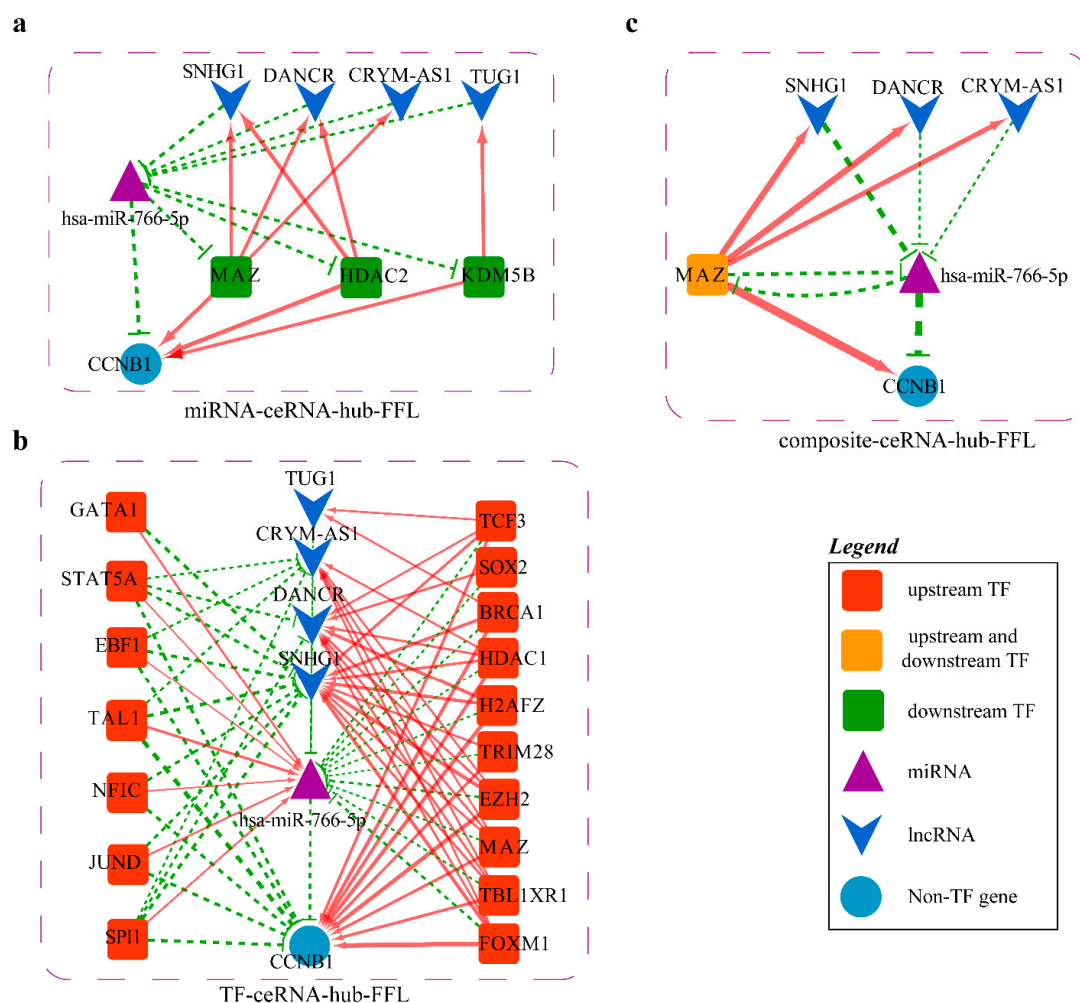 a
SNHG1
DANCR
CRYM-AS1
TUG1
hsa-miR-766-5p
MAZ
HDAC2
KDM5B
CCNB1
miRNA-ceRNA-hub-FFL
b
TUG1
GATA1
TCF3
CRYM-AS1
STAT5A
SOX2
DANCR
BRCA1
EBF1
SNHG1
HDAC1
TAL1
H2AFZ
TRIM28
NFIC
hsa-miR-766-5p
EZH2
MAZ
JUND
TBL1XR1
SPI1
FOXM1
CCNB1
TF-ceRNA-hub-FFL
c
SNHG1
DANCR
CRYM-AS1
MAZ
hsa-miR-766-5p
CCNB1
composite-ceRNA-hub-FFL
Legend
upstream TF
upstream and
downstream TF
downstream TF
miRNA
lncRNA
Non-TF gene